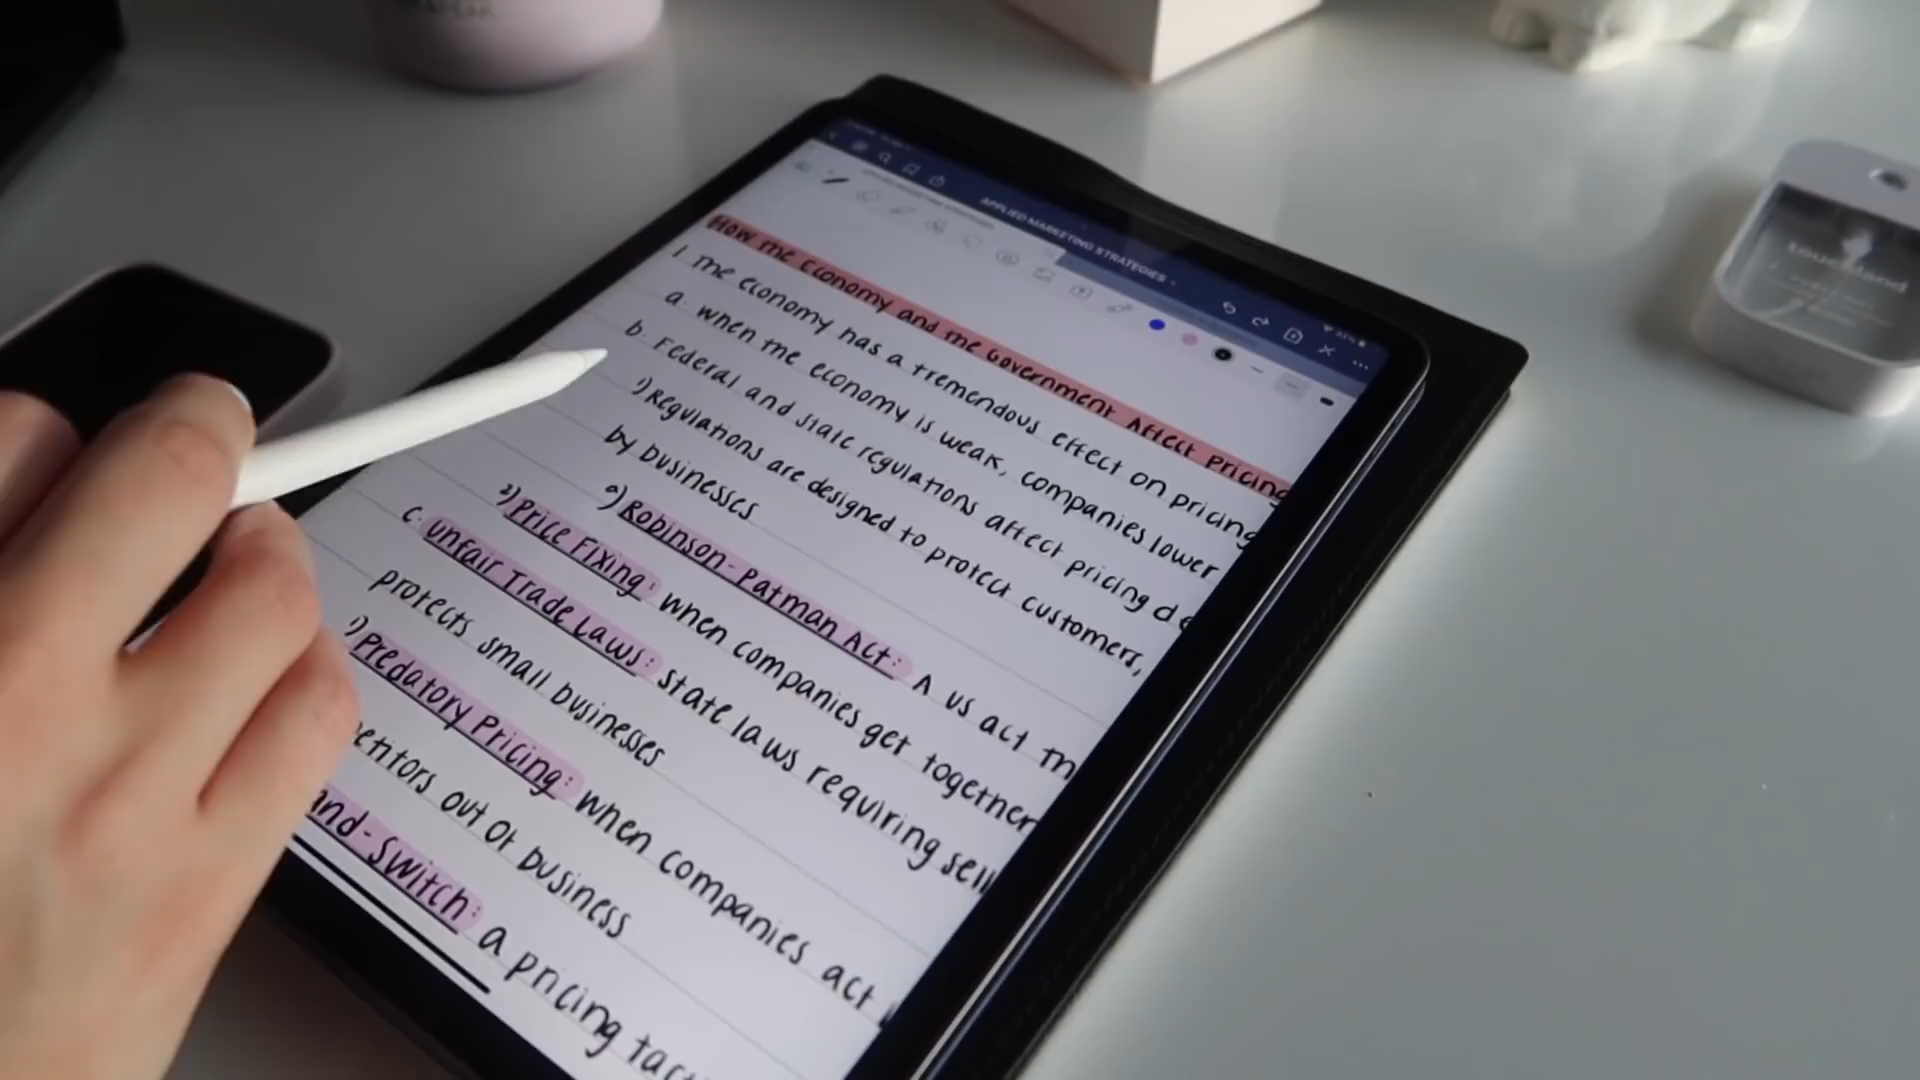 APPLIED MARKETING STRATEGIES
How the Economy and the Government Affect Pricing
1. The economy has a tremendous effect on pricing
a. when the economy is weak, companies lower
b. Federal and state regulations affect pricing de
1) Regulations are designed to protect customers,
by businesses
a) Robinson-Patman Act: A US act th
2) Price Fixing: when companies get together
c. unfair Trade Laws: state laws requiring sell
protects small businesses
1) Predatory Pricing: when companies act
etitors out of business
and-Switch: a pricing tac
touchland